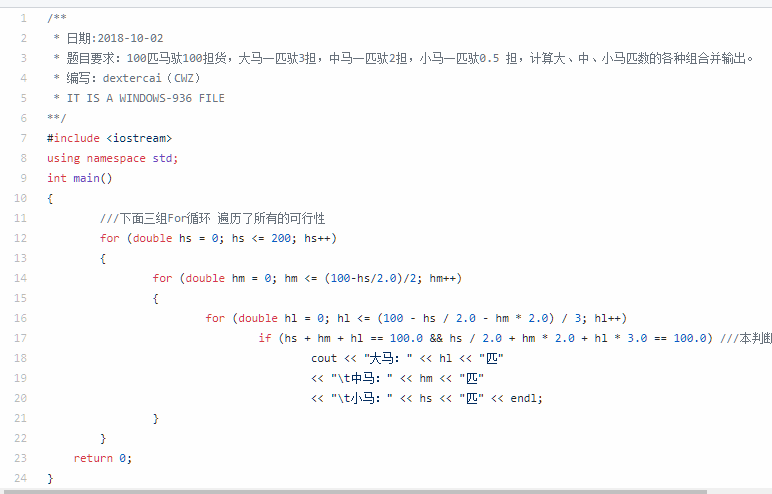 1 /**
2 * 日期:2018-10-02
3 * 题目要求: 100匹马驮100担货，大马一匹驮3担，中马一匹驮2担，小马一匹驮0.5 担，计算大、中、小马匹数的各种组合并输出。
4 * 编写: dextercai（CWZ）
5 * IT IS A WINDOWS-936 FILE
6 **/
7 #include <iostream>
8 using namespace std;
9 int main()
10 {
11 ///下面三组For循环 遍历了所有的可行性
12 for (double hs = 0; hs <= 200; hs++)
13 {
14 for (double hm = 0; hm <= (100-hs/2.0)/2; hm++)
15 {
16 for (double hl = 0; hl <= (100 - hs / 2.0 - hm * 2.0) / 3; hl++)
17 if (hs + hm + hl == 100.0 && hs / 2.0 + hm * 2.0 + hl * 3.0 == 100.0) ///本判断
18 cout << "大马: " << hl << "匹"
19 << "\t中马: " << hm << "匹"
20 << "\t小马: " << hs << "匹" << endl;
21 }
22 }
23 return 0;
24 }